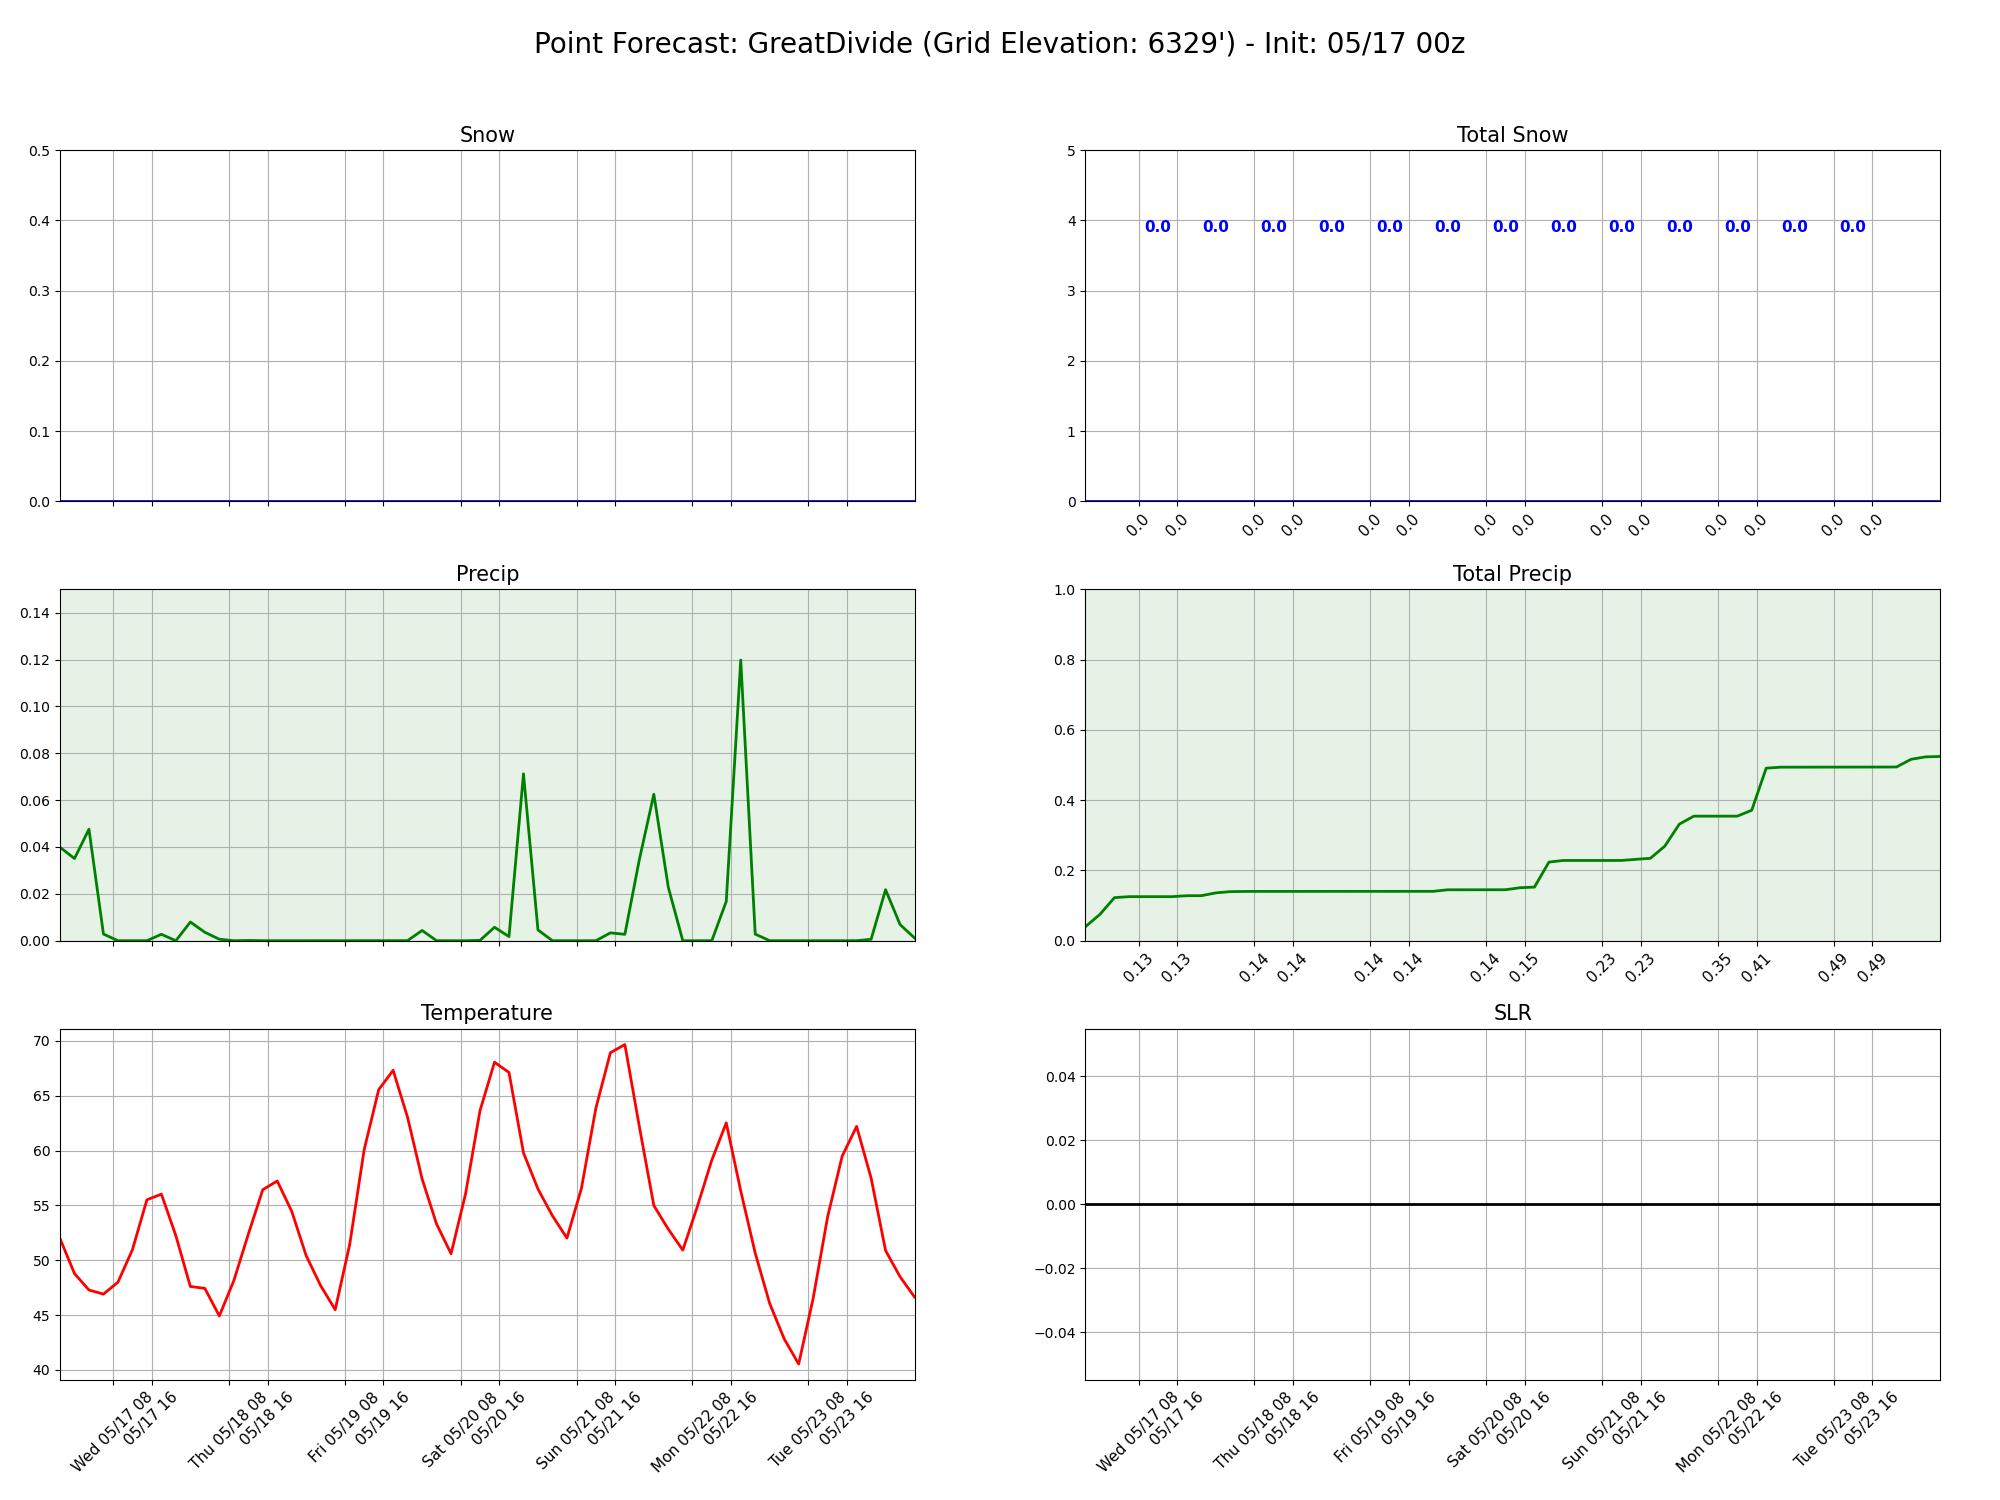 Point Forecast: GreatDivide (Grid Elevation: 6329') - Init: 05/17 00z
Snow
0.5
0.4
0.3
0.2
0.1
0.0
Total Snow
5
4
3
2
1
0
0.0 0.0 0.0 0.0 0.0 0.0 0.0 0.0 0.0 0.0 0.0 0.0 0.0
0.0 0.0 0.0 0.0 0.0 0.0 0.0 0.0 0.0 0.0 0.0 0.0 0.0 0.0
Precip
0.14
0.12
0.10
0.08
0.06
0.04
0.02
0.00
Total Precip
1.0
0.8
0.6
0.4
0.2
0.0
0.13 0.13 0.14 0.14 0.14 0.14 0.14 0.15 0.23 0.23 0.35 0.41 0.49 0.49
Temperature
70
65
60
55
50
45
40
Wed 05/17 08
05/17 16
Thu 05/18 08
05/18 16
Fri 05/19 08
05/19 16
Sat 05/20 08
05/20 16
Sun 05/21 08
05/21 16
Mon 05/22 08
05/22 16
Tue 05/23 08
05/23 16
SLR
0.04
0.02
0.00
−0.02
−0.04
Wed 05/17 08
05/17 16
Thu 05/18 08
05/18 16
Fri 05/19 08
05/19 16
Sat 05/20 08
05/20 16
Sun 05/21 08
05/21 16
Mon 05/22 08
05/22 16
Tue 05/23 08
05/23 16